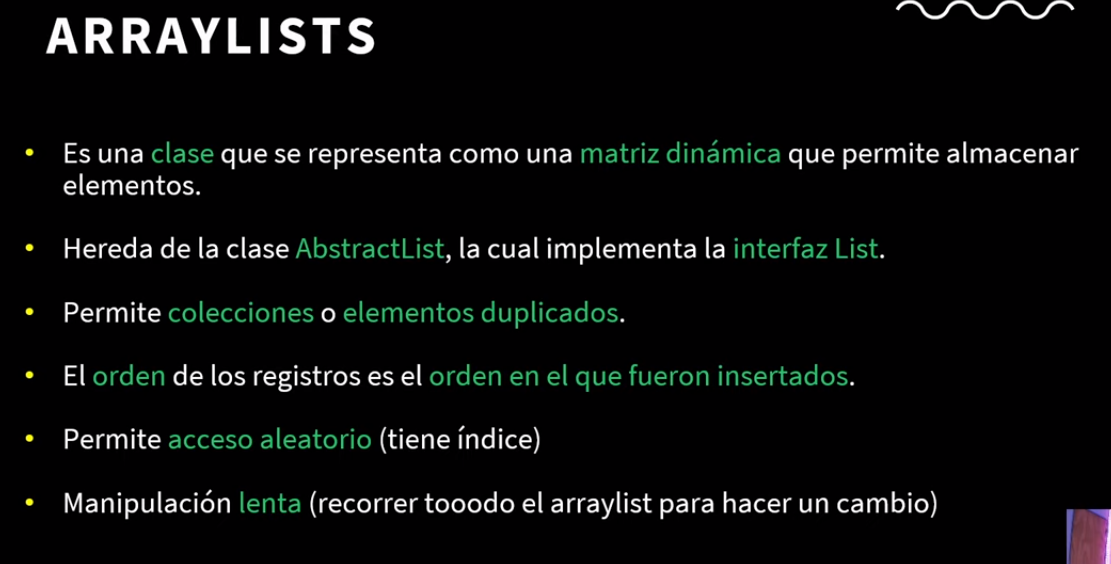 ARRAYLISTS
• Es una clase que se representa como una matriz dinámica que permite almacenar
elementos.
• Hereda de la clase AbstractList, la cual implementa la interfaz List.
• Permite colecciones o elementos duplicados.
• El orden de los registros es el orden en el que fueron insertados.
• Permite acceso aleatorio (tiene índice)
• Manipulación lenta (recorrer tooodo el arraylist para hacer un cambio)